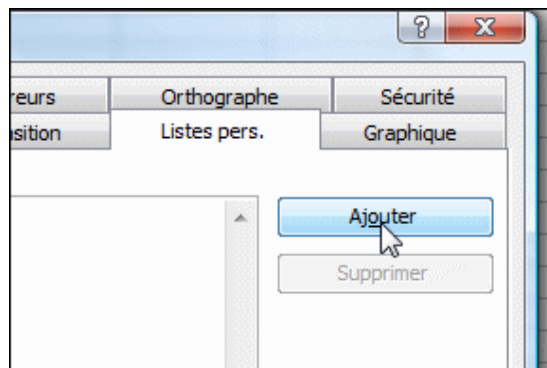 reurs Orthographe Sécurité
sition Listes pers. Graphique
Ajouter
Supprimer